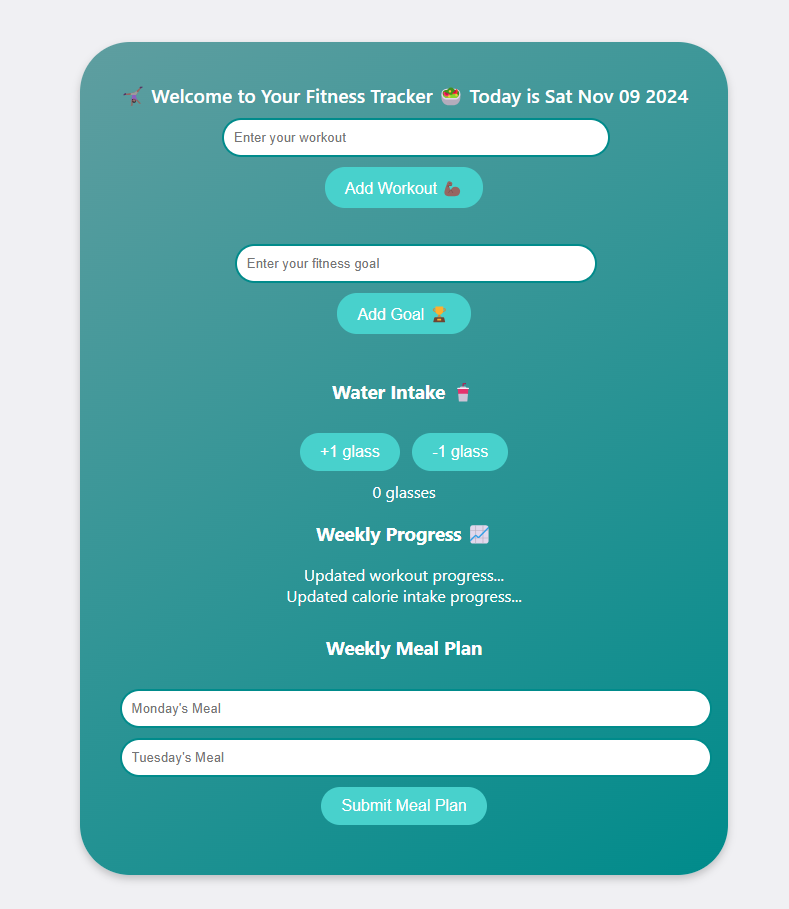 🤸🏾‍♀️ Welcome to Your Fitness Tracker 🥗 Today is Sat Nov 09 2024
Enter your workout
Add Workout 💪🏾
Enter your fitness goal
Add Goal 🏆
Water Intake 🥤
+1 glass -1 glass
0 glasses
Weekly Progress 📈
Updated workout progress...
Updated calorie intake progress...
Weekly Meal Plan
Monday's Meal
Tuesday's Meal
Submit Meal Plan